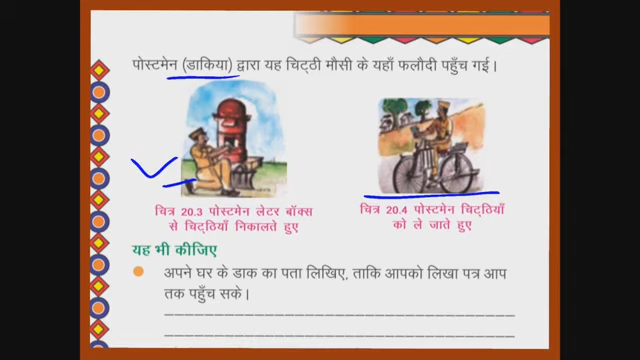 पोस्टमेन (डाकिया) द्वारा यह चिट्ठी मौसी के यहाँ फलौदी पहुँच गई।
चित्र 20.3 पोस्टमेन लेटर बॉक्स
से चिट्ठियाँ निकालते हुए
चित्र 20.4 पोस्टमेन चिट्ठियाँ
को ले जाते हुए
यह भी कीजिए
अपने घर के डाक का पता लिखिए, ताकि आपको लिखा पत्र आप
तक पहुँच सके।